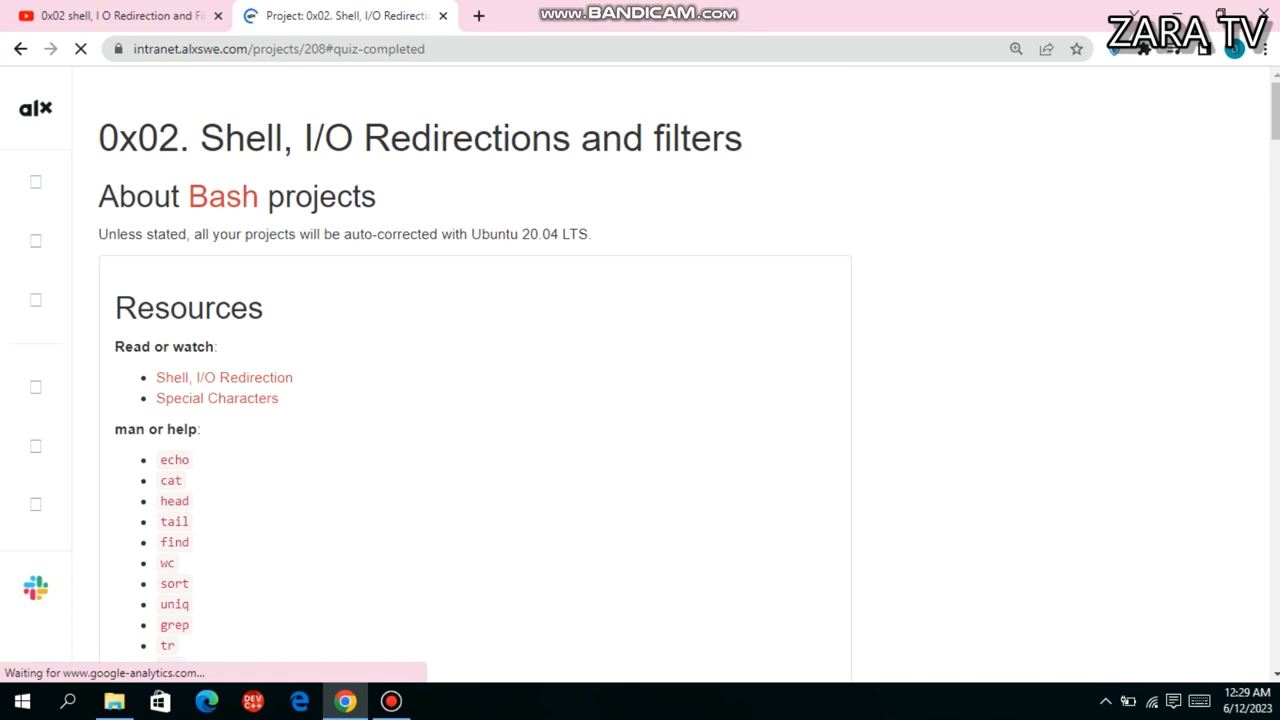 0x02 shell, I O Redirection and Fi
Project: 0x02. Shell, I/O Redirectio
www.BANDICAM.com
ZARA TV
intranet.alxswe.com/projects/208#quiz-completed
alx
0x02. Shell, I/O Redirections and filters
About Bash projects
Unless stated, all your projects will be auto-corrected with Ubuntu 20.04 LTS.
Resources
Read or watch:
• Shell, I/O Redirection
• Special Characters
man or help:
• echo
• cat
• head
• tail
• find
• wc
• sort
• uniq
• grep
• tr
Waiting for www.google-analytics.com...
DEV C++
12:29 AM
6/12/2023